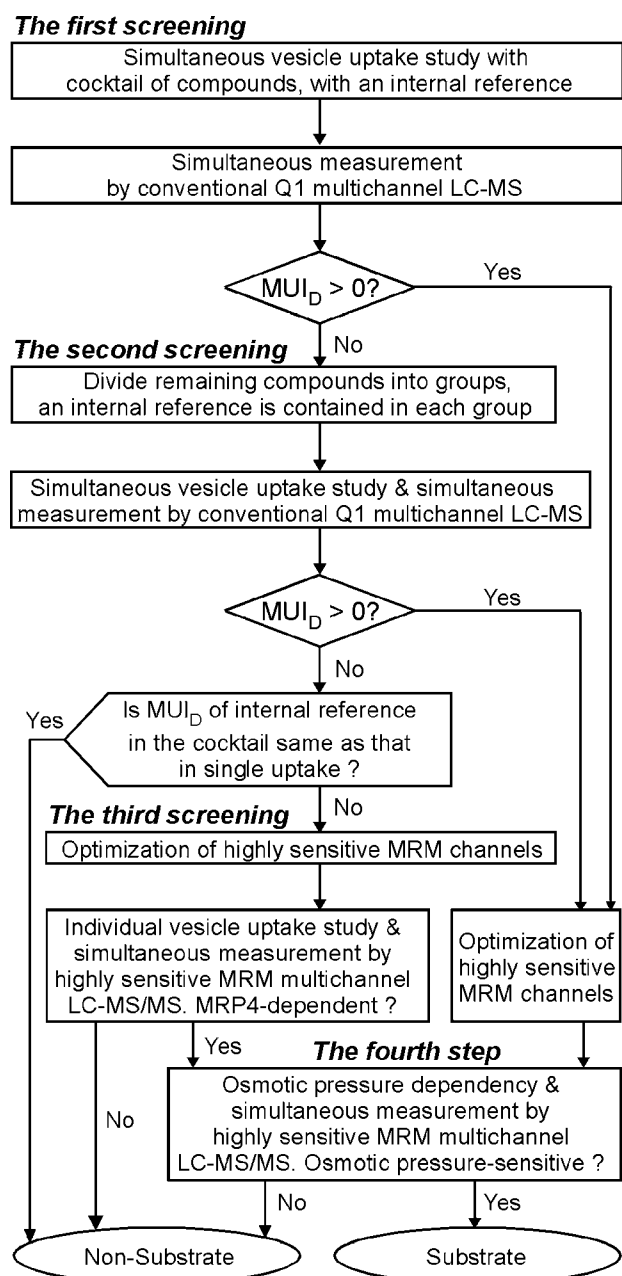 The first screening
Simultaneous vesicle uptake study with
cocktail of compounds, with an internal reference
Simultaneous measurement
by conventional Q1 multichannel LC-MS
MUI_D > 0?
Yes
No
The second screening
Divide remaining compounds into groups,
an internal reference is contained in each group
Simultaneous vesicle uptake study & simultaneous
measurement by conventional Q1 multichannel LC-MS
MUI_D > 0?
Yes
No
Yes
Is MUI_D of internal reference
in the cocktail same as that
in single uptake ?
No
The third screening
Optimization of highly sensitive MRM channels
Individual vesicle uptake study &
simultaneous measurement by
highly sensitive MRM multichannel
LC-MS/MS. MRP4-dependent ?
Optimization of
highly sensitive
MRM channels
Yes
The fourth step
No
Osmotic pressure dependency &
simultaneous measurement by
highly sensitive MRM multichannel
LC-MS/MS. Osmotic pressure-sensitive ?
No
Yes
Non-Substrate
Substrate